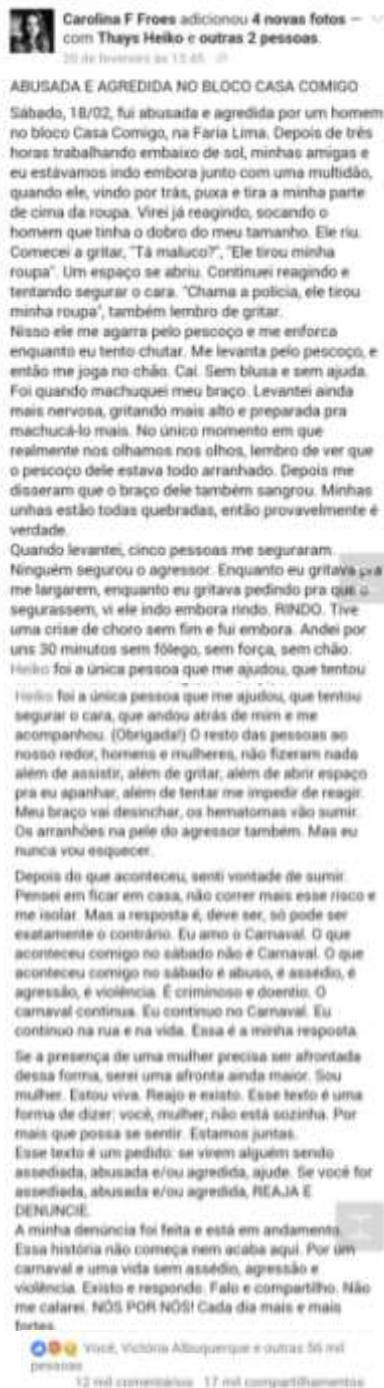 Carolina F Froes adicionou 4 novas fotos —
com Thays Heiko e outras 2 pessoas.
20 de fevereiro às 13:45
ABUSADA E AGREDIDA NO BLOCO CASA COMIGO
Sábado, 18/02, fui abusada e agredida por um homem
no bloco Casa Comigo, na Faria Lima. Depois de três
horas trabalhando embaixo de sol, minhas amigas e
eu estávamos indo embora junto com uma multidão,
quando ele, vindo por trás, puxa e tira a minha parte
de cima da roupa. Virei já reagindo, socando o
homem que tinha o dobro do meu tamanho. Ele riu.
Comecei a gritar, "Tá maluco?", "Ele tirou minha
roupa". Um espaço se abriu. Continuei reagindo e
tentando segurar o cara. "Chama a polícia, ele tirou
minha roupa", também lembro de gritar.
Nisso ele me agarra pelo pescoço e me enforca
enquanto eu tento chutar. Me levanta pelo pescoço, e
então me joga no chão. Caí. Sem blusa e sem ajuda.
Foi quando machuquei meu braço. Levantei ainda
mais nervosa, gritando mais alto e preparada pra
machucá-lo mais. No único momento em que
realmente nos olhamos nos olhos, lembro de ver que
o pescoço dele estava todo arranhado. Depois me
disseram que o braço dele também sangrou. Minhas
unhas estão todas quebradas, então provavelmente é
verdade.
Quando levantei, cinco pessoas me seguraram.
Ninguém segurou o agressor. Enquanto eu gritava pra
me largarem, enquanto eu gritava pedindo pra que o
segurassem, vi ele indo embora rindo. RINDO. Tive
uma crise de choro sem fim e fui embora. Andei por
uns 30 minutos sem fôlego, sem força, sem chão.
Heiko foi a única pessoa que me ajudou, que tentou
Heiko foi a única pessoa que me ajudou, que tentou
segurar o cara, que andou atrás de mim e me
acompanhou. (Obrigada!) O resto das pessoas ao
nosso redor, homens e mulheres, não fizeram nada
além de assistir, além de gritar, além de abrir espaço
pra eu apanhar, além de tentar me impedir de reagir.
Meu braço vai desinchar, os hematomas vão sumir.
Os arranhões na pele do agressor também. Mas eu
nunca vou esquecer.
Depois do que aconteceu, senti vontade de sumir.
Pensei em ficar em casa, não correr mais esse risco e
me isolar. Mas a resposta é, deve ser, só pode ser
exatamente o contrário. Eu amo o Carnaval. O que
aconteceu comigo no sábado não é Carnaval. O que
aconteceu comigo no sábado é abuso, é assédio, é
agressão, é violência. É criminoso e doentio. O
carnaval continua. Eu continuo no Carnaval. Eu
continuo na rua e na vida. Essa é a minha resposta.
Se a presença de uma mulher precisa ser afrontada
dessa forma, serei uma afronta ainda maior. Sou
mulher. Estou viva. Reajo e existo. Esse texto é uma
forma de dizer: você, mulher, não está sozinha. Por
mais que possa se sentir. Estamos juntas.
Esse texto é um pedido: se virem alguém sendo
assediada, abusada e/ou agredida, ajude. Se você for
assediada, abusada e/ou agredida, REAJA E
DENUNCIE.
A minha denúncia foi feita e está em andamento.
Essa história não começa nem acaba aqui. Por um
carnaval e uma vida sem assédio, agressão e
violência. Existo e respondo. Falo e compartilho. Não
me calarei. NÓS POR NÓS! Cada dia mais e mais
fortes.
Você, Victória Albuquerque e outras 56 mil
pessoas
12 mil comentários 17 mil compartilhamentos